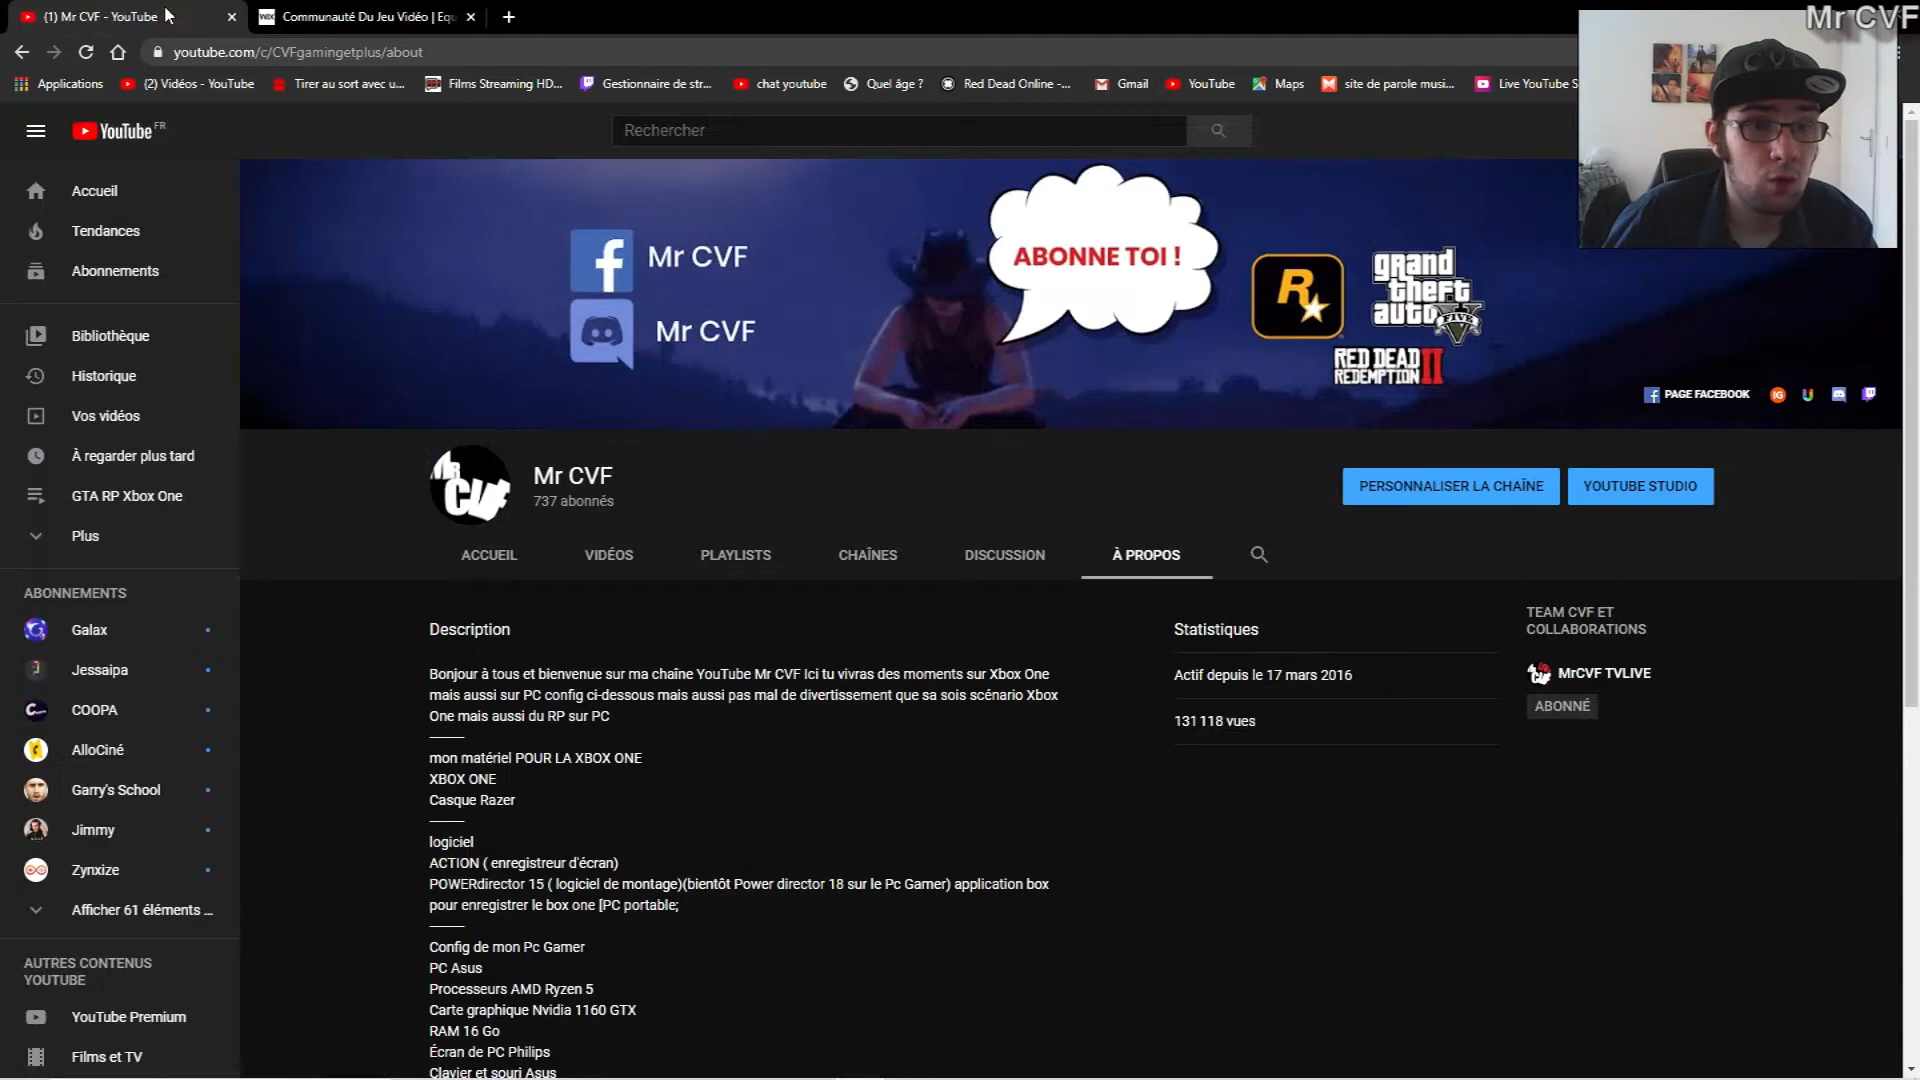 (1) Mr CVF - YouTube
WIX Communauté Du Jeu Vidéo | Equ
Mr CVF
youtube.com/c/CVFgamingetplus/about
Applications (2) Vidéos - YouTube Tirer au sort avec u... Films Streaming HD... Gestionnaire de str... chat youtube Quel âge ? Red Dead Online -... Gmail YouTube Maps site de parole musi... Live YouTube S
YouTube FR
Rechercher
Accueil
Tendances
Abonnements
Bibliothèque
Historique
Vos vidéos
À regarder plus tard
GTA RP Xbox One
Plus
ABONNEMENTS
Galax
Jessaipa
COOPA
AlloCiné
Garry's School
Jimmy
Zynxize
Afficher 61 éléments ...
AUTRES CONTENUS
YOUTUBE
YouTube Premium
Films et TV
Mr CVF
Mr CVF
ABONNE TOI !
R
grand
theft
auto
FIVE
RED DEAD
REDEMPTION II
PAGE FACEBOOK
IG
U
MR CVF
Mr CVF
737 abonnés
PERSONNALISER LA CHAÎNE
YOUTUBE STUDIO
ACCUEIL VIDÉOS PLAYLISTS CHAÎNES DISCUSSION À PROPOS
Description
Bonjour à tous et bienvenue sur ma chaîne YouTube Mr CVF Ici tu vivras des moments sur Xbox One
mais aussi sur PC config ci-dessous mais aussi pas mal de divertissement que sa sois scénario Xbox
One mais aussi du RP sur PC
———
mon matériel POUR LA XBOX ONE
XBOX ONE
Casque Razer
———
logiciel
ACTION ( enregistreur d'écran)
POWERdirector 15 ( logiciel de montage)(bientôt Power director 18 sur le Pc Gamer) application box
pour enregistrer le box one [PC portable;
———
Config de mon Pc Gamer
PC Asus
Processeurs AMD Ryzen 5
Carte graphique Nvidia 1160 GTX
RAM 16 Go
Écran de PC Philips
Clavier et souri Asus
Statistiques
Actif depuis le 17 mars 2016
131 118 vues
TEAM CVF ET
COLLABORATIONS
MrCVF TVLIVE
ABONNÉ